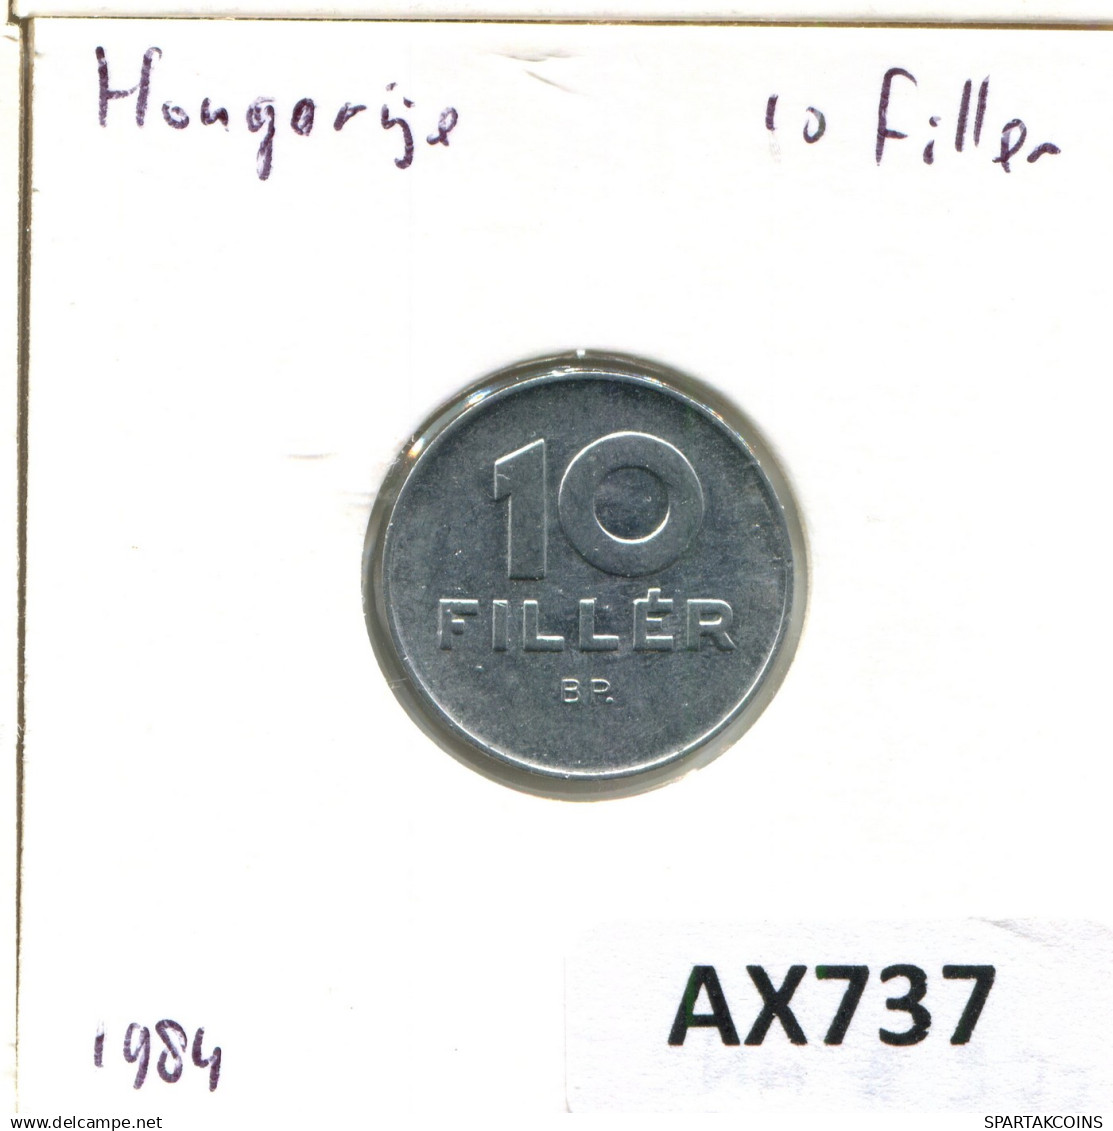 Hongarije 10 Filler
10
FILLÉR
BP.
1984
AX737
www.delcampe.net SPARTAKCOINS